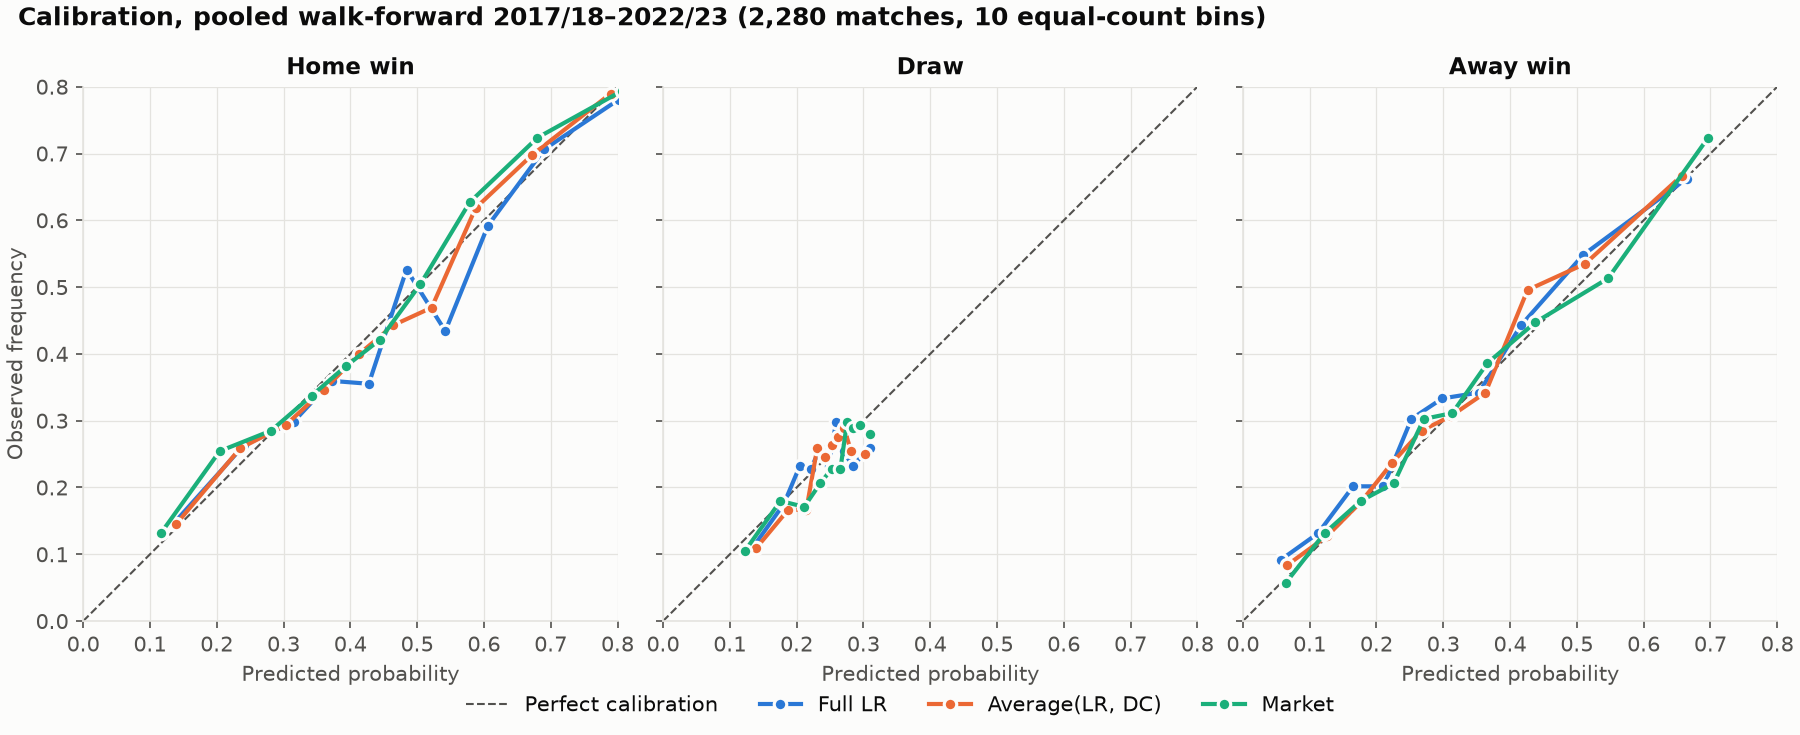 Calibration, pooled walk-forward 2017/18–2022/23 (2,280 matches, 10 equal-count bins)
Home win
Draw
Away win
Observed frequency
0.8
0.7
0.6
0.5
0.4
0.3
0.2
0.1
0.0
0.0 0.1 0.2 0.3 0.4 0.5 0.6 0.7 0.8
0.0 0.1 0.2 0.3 0.4 0.5 0.6 0.7 0.8
0.0 0.1 0.2 0.3 0.4 0.5 0.6 0.7 0.8
Predicted probability
Predicted probability
Predicted probability
Perfect calibration
Full LR
Average(LR, DC)
Market